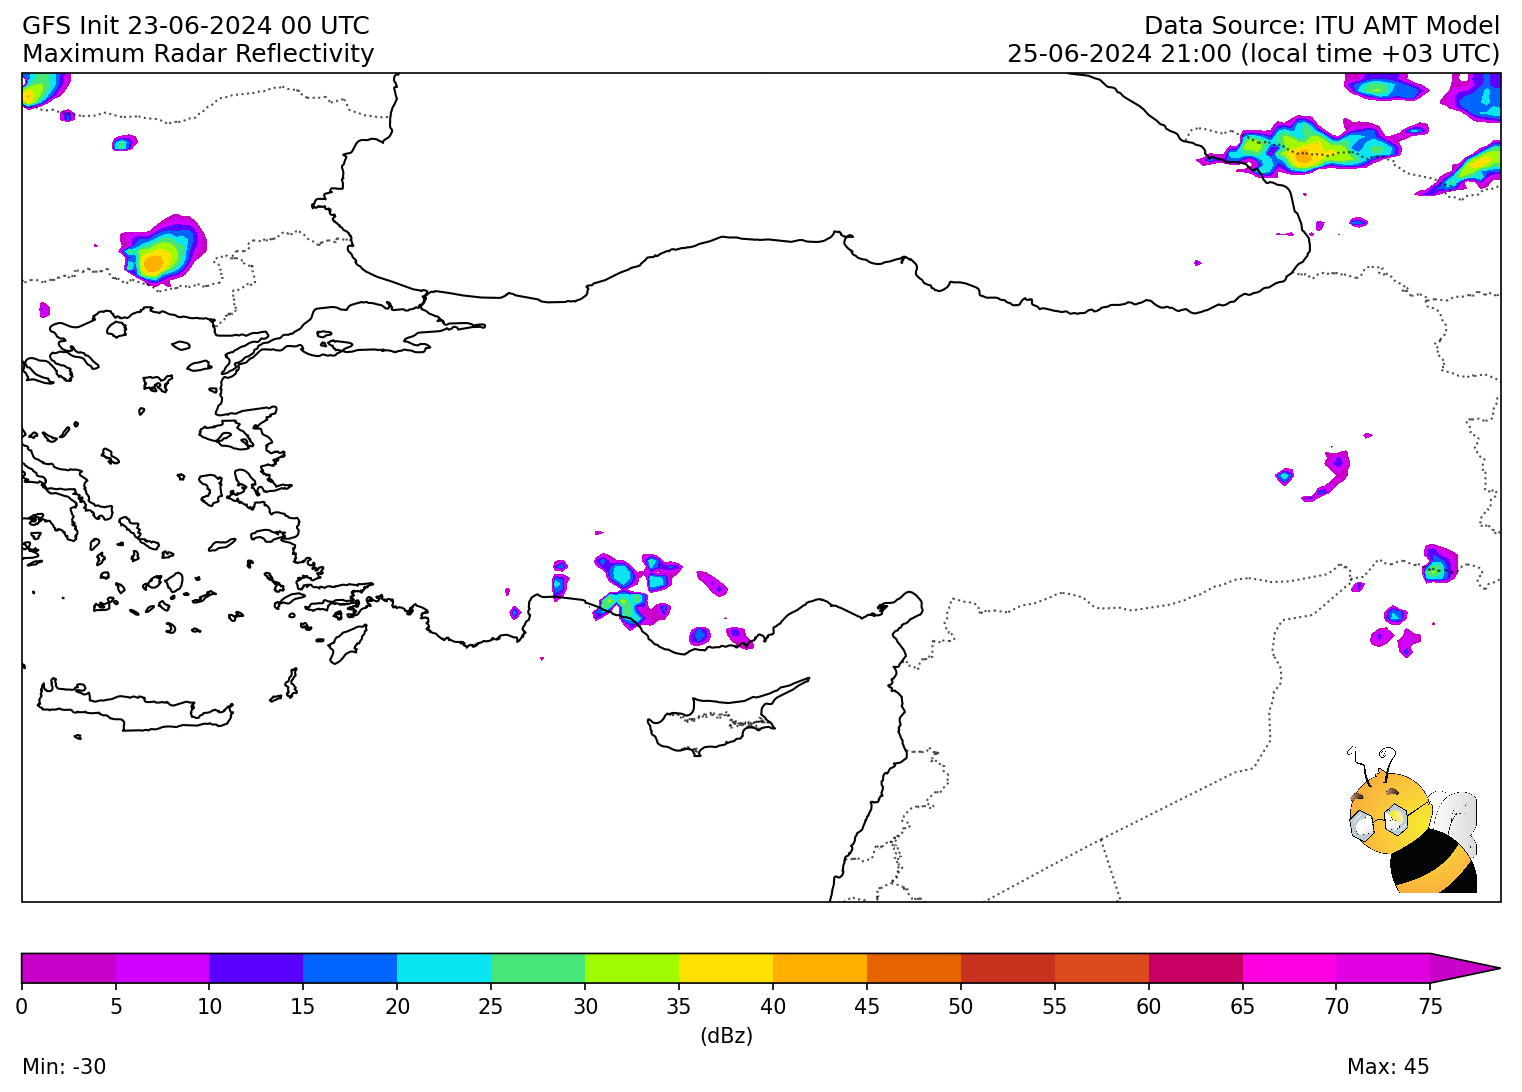 GFS Init 23-06-2024 00 UTC
Maximum Radar Reflectivity
Data Source: ITU AMT Model
25-06-2024 21:00 (local time +03 UTC)
0 5 10 15 20 25 30 35 40 45 50 55 60 65 70 75
(dBz)
Min: -30
Max: 45